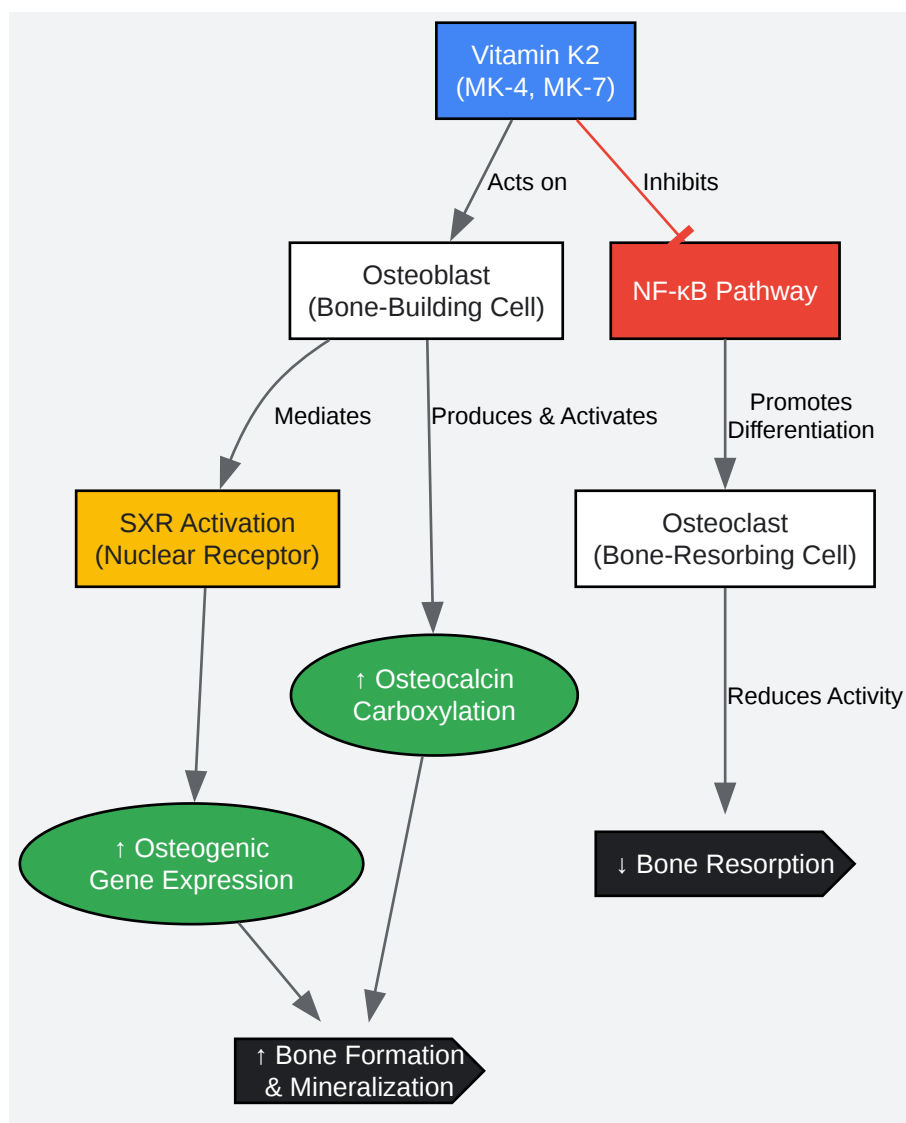 Vitamin K2
(MK-4, MK-7)
Acts on
Inhibits
Osteoblast
(Bone-Building Cell)
NF-κB Pathway
Mediates
Produces & Activates
Promotes
Differentiation
SXR Activation
(Nuclear Receptor)
Osteoclast
(Bone-Resorbing Cell)
↑ Osteocalcin
Carboxylation
Reduces Activity
↑ Osteogenic
Gene Expression
↓ Bone Resorption
↑ Bone Formation
& Mineralization